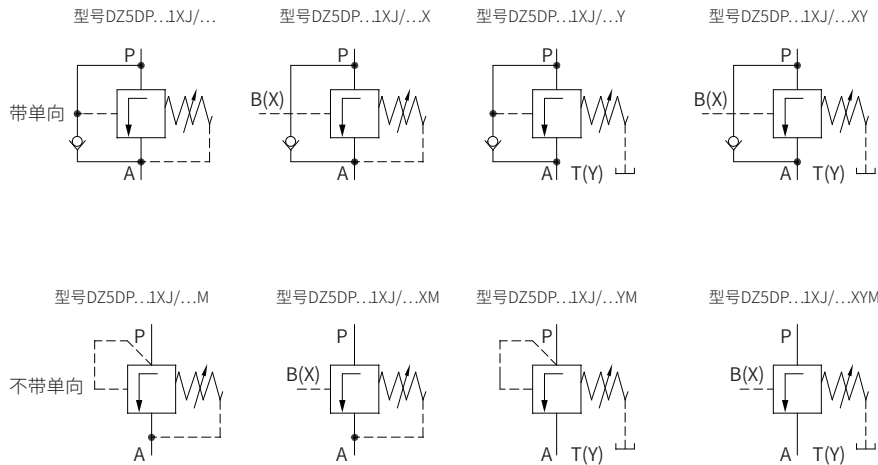 型号DZ5DP...1XJ/... 型号DZ5DP...1XJ/...X 型号DZ5DP...1XJ/...Y 型号DZ5DP...1XJ/...XY
P P P P
B(X) B(X)
带单向
A A T(Y) A A T(Y)
型号DZ5DP...1XJ/...M 型号DZ5DP...1XJ/...XM 型号DZ5DP...1XJ/...YM 型号DZ5DP...1XJ/...XYM
P P P P
不带单向 B(X) B(X)
A A A T(Y) A T(Y)